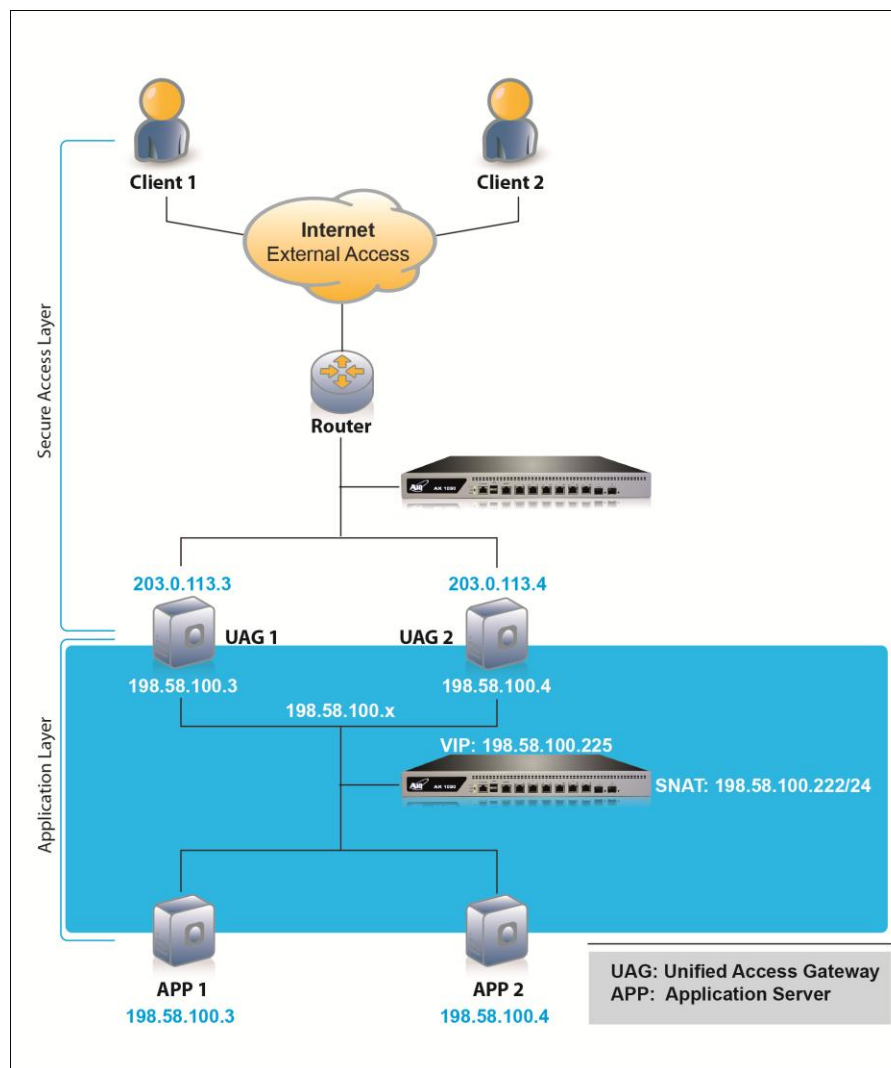 Client 1
Client 2
Internet
External Access
Secure Access Layer
Router
AX 1000
203.0.113.3
203.0.113.4
UAG 1
UAG 2
198.58.100.3
198.58.100.4
198.58.100.x
VIP: 198.58.100.225
Application Layer
SNAT: 198.58.100.222/24
APP 1
APP 2
198.58.100.3
198.58.100.4
UAG: Unified Access Gateway
APP: Application Server